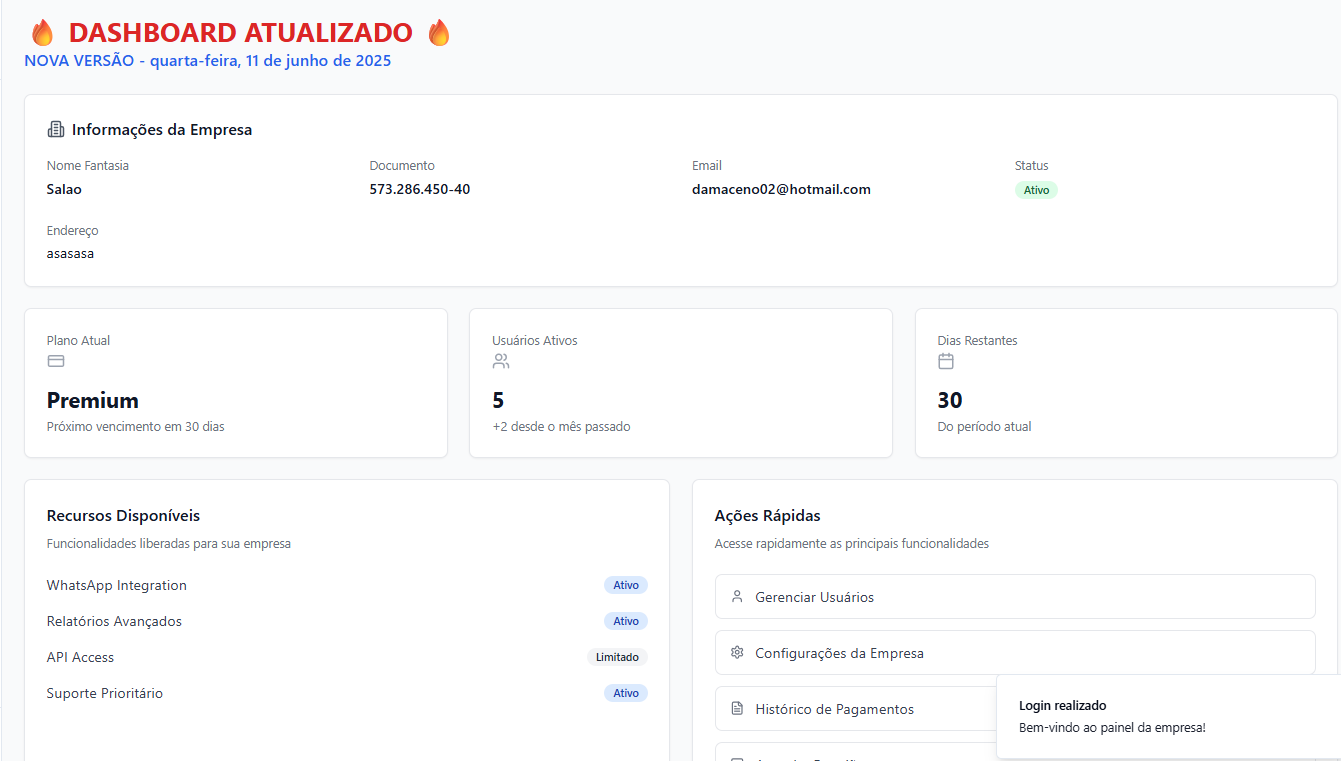 🔥 DASHBOARD ATUALIZADO 🔥
NOVA VERSÃO - quarta-feira, 11 de junho de 2025
Informações da Empresa
Nome Fantasia Documento Email Status
Salao 573.286.450-40 damaceno02@hotmail.com Ativo
Endereço
asasasa
Plano Atual Usuários Ativos Dias Restantes
Premium 5 30
Próximo vencimento em 30 dias +2 desde o mês passado Do período atual
Recursos Disponíveis
Funcionalidades liberadas para sua empresa
WhatsApp Integration Ativo
Relatórios Avançados Ativo
API Access Limitado
Suporte Prioritário Ativo
Ações Rápidas
Acesse rapidamente as principais funcionalidades
Gerenciar Usuários
Configurações da Empresa
Histórico de Pagamentos
Login realizado
Bem-vindo ao painel da empresa!